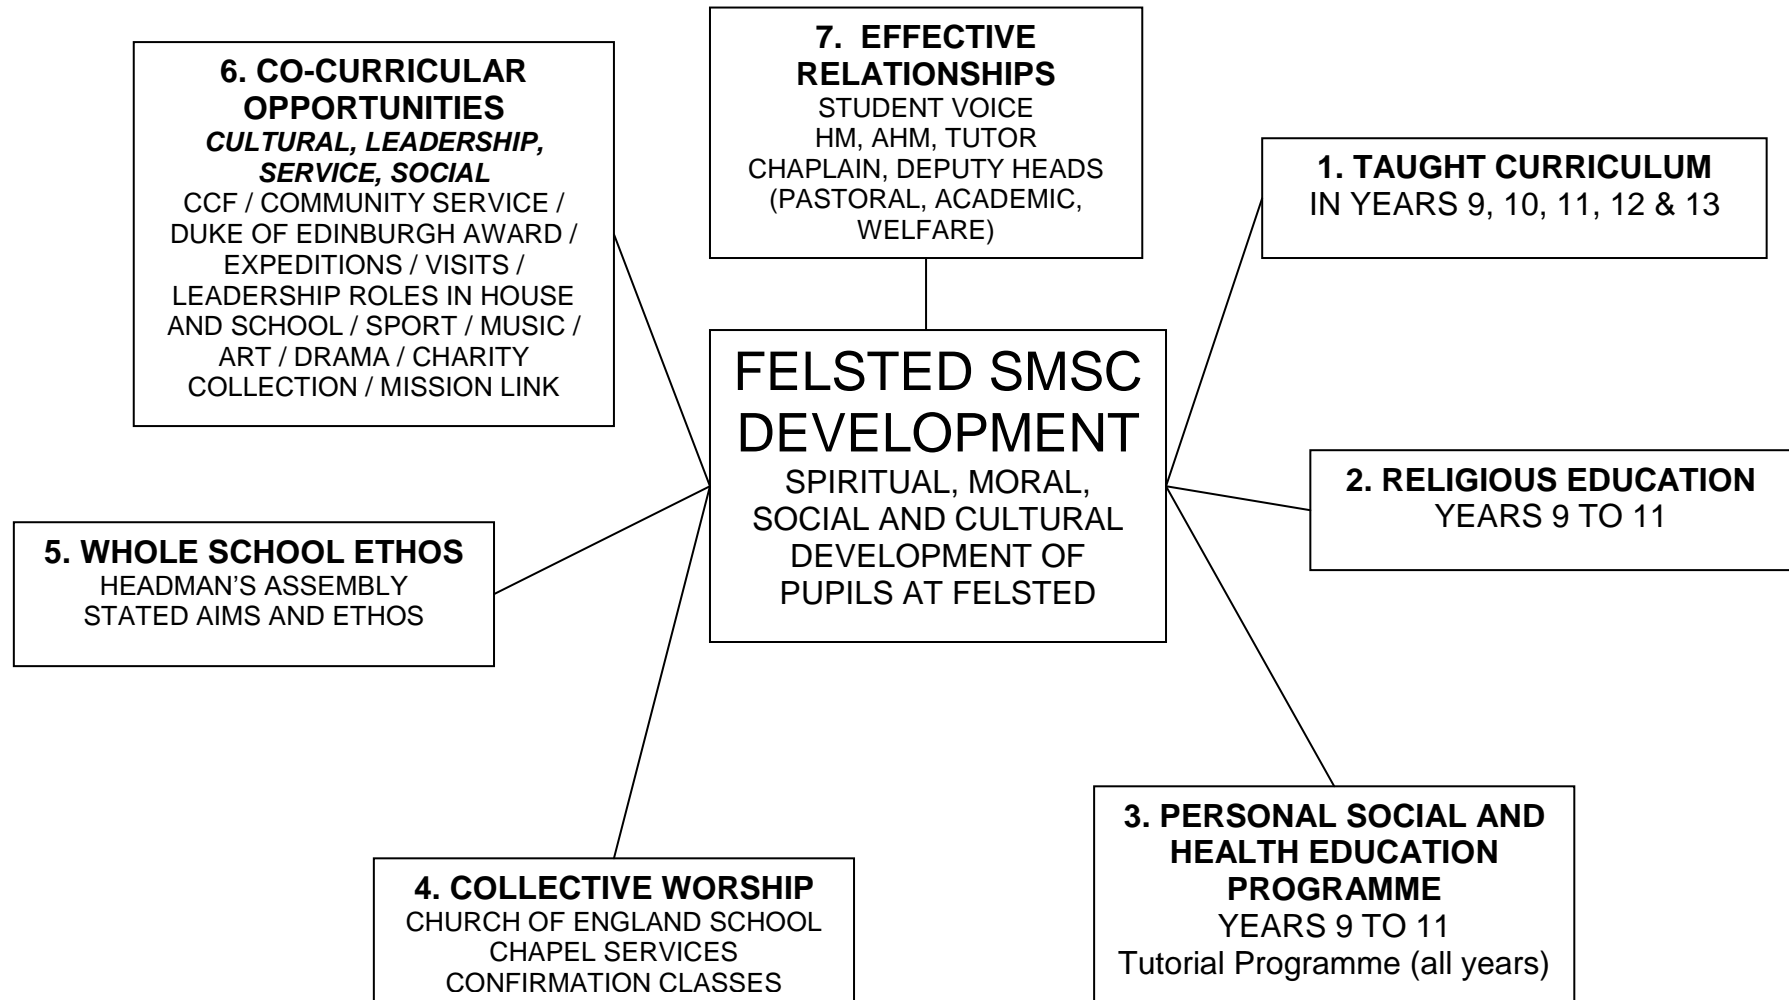 7. EFFECTIVE
RELATIONSHIPS
STUDENT VOICE
HM, AHM, TUTOR
CHAPLAIN, DEPUTY HEADS
(PASTORAL, ACADEMIC,
WELFARE)
6. CO-CURRICULAR
OPPORTUNITIES
CULTURAL, LEADERSHIP,
SERVICE, SOCIAL
CCF / COMMUNITY SERVICE /
DUKE OF EDINBURGH AWARD /
EXPEDITIONS / VISITS /
LEADERSHIP ROLES IN HOUSE
AND SCHOOL / SPORT / MUSIC /
ART / DRAMA / CHARITY
COLLECTION / MISSION LINK
1. TAUGHT CURRICULUM
IN YEARS 9, 10, 11, 12 & 13
FELSTED SMSC
DEVELOPMENT
SPIRITUAL, MORAL,
SOCIAL AND CULTURAL
DEVELOPMENT OF
PUPILS AT FELSTED
2. RELIGIOUS EDUCATION
YEARS 9 TO 11
5. WHOLE SCHOOL ETHOS
HEADMAN'S ASSEMBLY
STATED AIMS AND ETHOS
3. PERSONAL SOCIAL AND
HEALTH EDUCATION
PROGRAMME
YEARS 9 TO 11
Tutorial Programme (all years)
4. COLLECTIVE WORSHIP
CHURCH OF ENGLAND SCHOOL
CHAPEL SERVICES
CONFIRMATION CLASSES